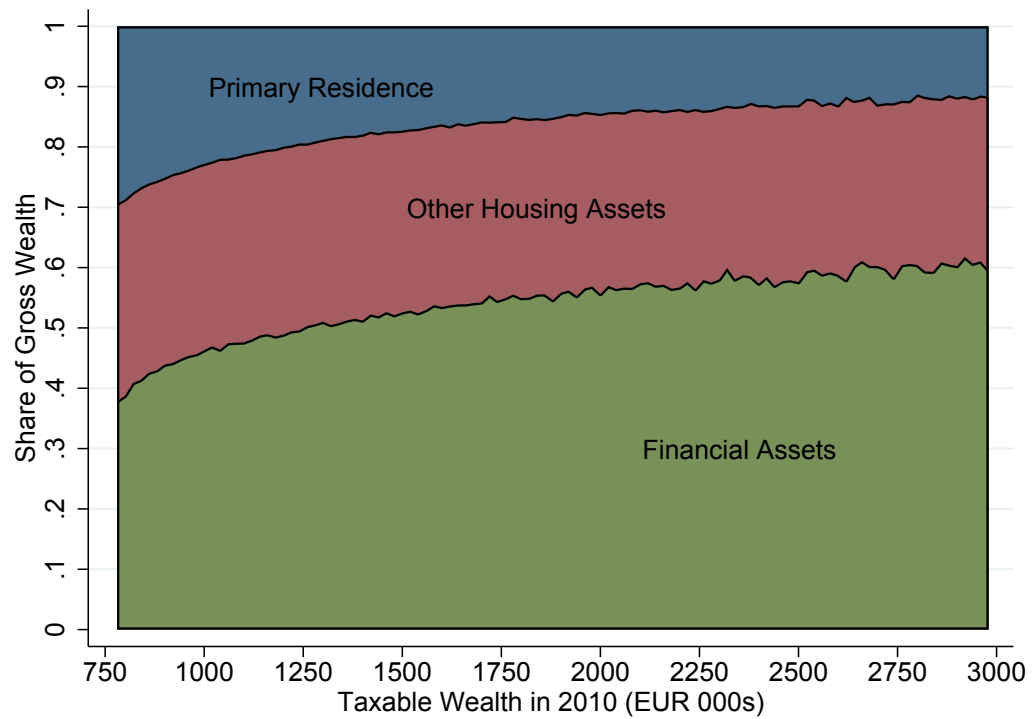 1
.9
.8
.7
.6
.5
.4
.3
.2
.1
0
Share of Gross Wealth
Primary Residence
Other Housing Assets
Financial Assets
750 1000 1250 1500 1750 2000 2250 2500 2750 3000
Taxable Wealth in 2010 (EUR 000s)